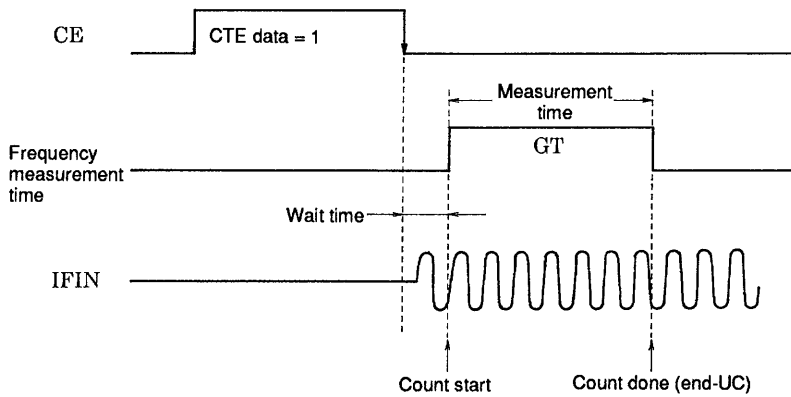 CE
CTE data = 1
Measurement
time
GT
Frequency
measurement
time
Wait time
IFIN
Count start
Count done (end-UC)